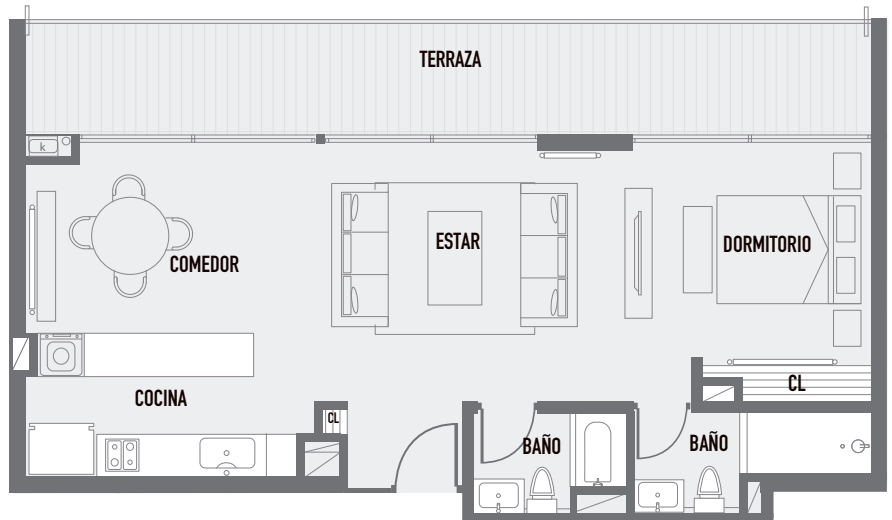 TERRAZA
k
ESTAR
DORMITORIO
COMEDOR
CL
COCINA
CL
BAÑO
BAÑO